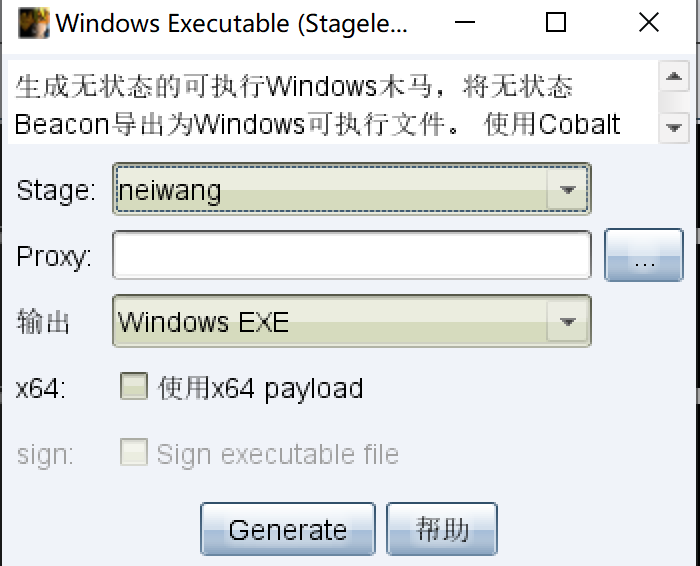 Windows Executable (Stagele...
生成无状态的可执行Windows木马，将无状态
Beacon导出为Windows可执行文件。 使用Cobalt
Stage: neiwang
Proxy: ...
输出 Windows EXE
x64: 使用x64 payload
sign: Sign executable file
Generate 帮助